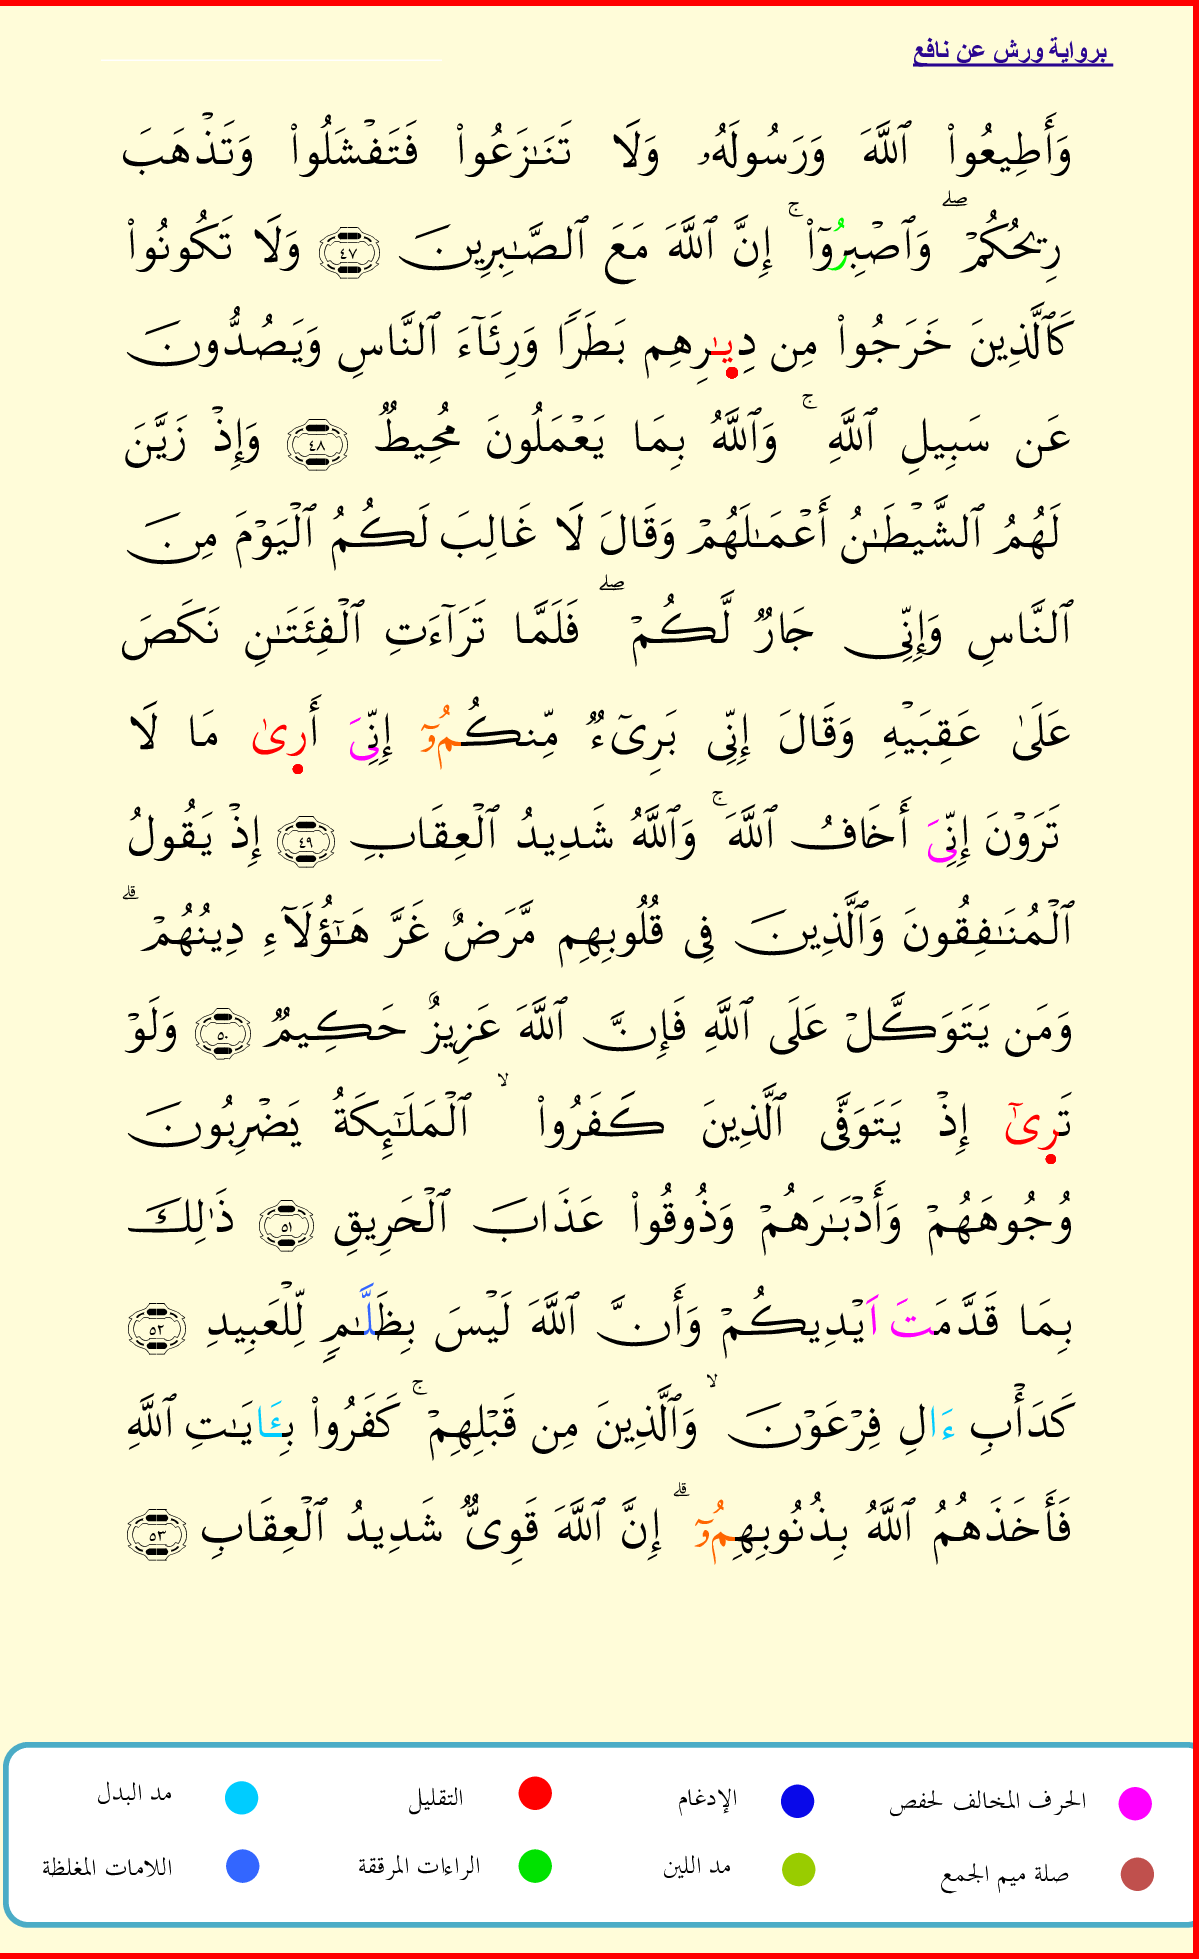 برواية ورش عن نافع
وَأَطِيعُوا۟ ٱللَّهَ وَرَسُولَهُۥ وَلَا تَنَـٰزَعُوا۟ فَتَفْشَلُوا۟ وَتَذْهَبَ
رِيحُكُمْ ۖ وَٱصْبِرُوٓا۟ ۚ إِنَّ ٱللَّهَ مَعَ ٱلصَّـٰبِرِينَ ٤٧ وَلَا تَكُونُوا۟
كَٱلَّذِينَ خَرَجُوا۟ مِن دِيـٰرِهِم بَطَرًا وَرِئَآءَ ٱلنَّاسِ وَيَصُدُّونَ
عَن سَبِيلِ ٱللَّهِ ۚ وَٱللَّهُ بِمَا يَعْمَلُونَ مُحِيطٌ ٤٨ وَإِذْ زَيَّنَ
لَهُمُ ٱلشَّيْطَـٰنُ أَعْمَـٰلَهُمْ وَقَالَ لَا غَالِبَ لَكُمُ ٱلْيَوْمَ مِنَ
ٱلنَّاسِ وَإِنِّى جَارٌ لَّكُمْ ۖ فَلَمَّا تَرَآءَتِ ٱلْفِئَتَـٰنِ نَكَصَ
عَلَىٰ عَقِبَيْهِ وَقَالَ إِنِّى بَرِىٓءٌ مِّنكُمُۥٓ إِنِّىَ أَرِىٰ مَا لَا
تَرَوْنَ إِنِّىَ أَخَافُ ٱللَّهَ ۚ وَٱللَّهُ شَدِيدُ ٱلْعِقَابِ ٤٩ إِذْ يَقُولُ
ٱلْمُنَـٰفِقُونَ وَٱلَّذِينَ فِى قُلُوبِهِم مَّرَضٌ غَرَّ هَـٰٓؤُلَآءِ دِينُهُمْ ۗ
وَمَن يَتَوَكَّلْ عَلَى ٱللَّهِ فَإِنَّ ٱللَّهَ عَزِيزٌ حَكِيمٌ ٥٠ وَلَوْ
تَرِىٰٓ إِذْ يَتَوَفَّى ٱلَّذِينَ كَفَرُوا۟ ۙ ٱلْمَلَـٰٓئِكَةُ يَضْرِبُونَ
وُجُوهَهُمْ وَأَدْبَـٰرَهُمْ وَذُوقُوا۟ عَذَابَ ٱلْحَرِيقِ ٥١ ذَٰلِكَ
بِمَا قَدَّمَتَ اَيْدِيكُمْ وَأَنَّ ٱللَّهَ لَيْسَ بِظَلَّـٰمٍ لِّلْعَبِيدِ ٥٢
كَدَأْبِ ءَالِ فِرْعَوْنَ ۙ وَٱلَّذِينَ مِن قَبْلِهِمْ ۚ كَفَرُوا۟ بِـَٔايَـٰتِ ٱللَّهِ
فَأَخَذَهُمُ ٱللَّهُ بِذُنُوبِهِمُۥٓ ۗ إِنَّ ٱللَّهَ قَوِىٌّ شَدِيدُ ٱلْعِقَابِ ٥٣
الحرف المخالف لحفص الإدغام التقليل مد البدل
صلة ميم الجمع مد اللين الراءات المرققة اللامات المغلظة